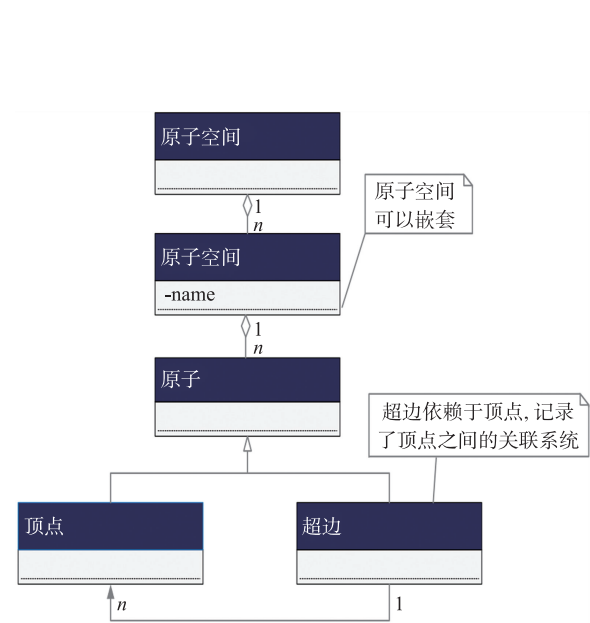 原子空间
1
n
原子空间
可以嵌套
原子空间
-name
1
n
原子
超边依赖于顶点, 记录
了顶点之间的关联系统
顶点
超边
n
1